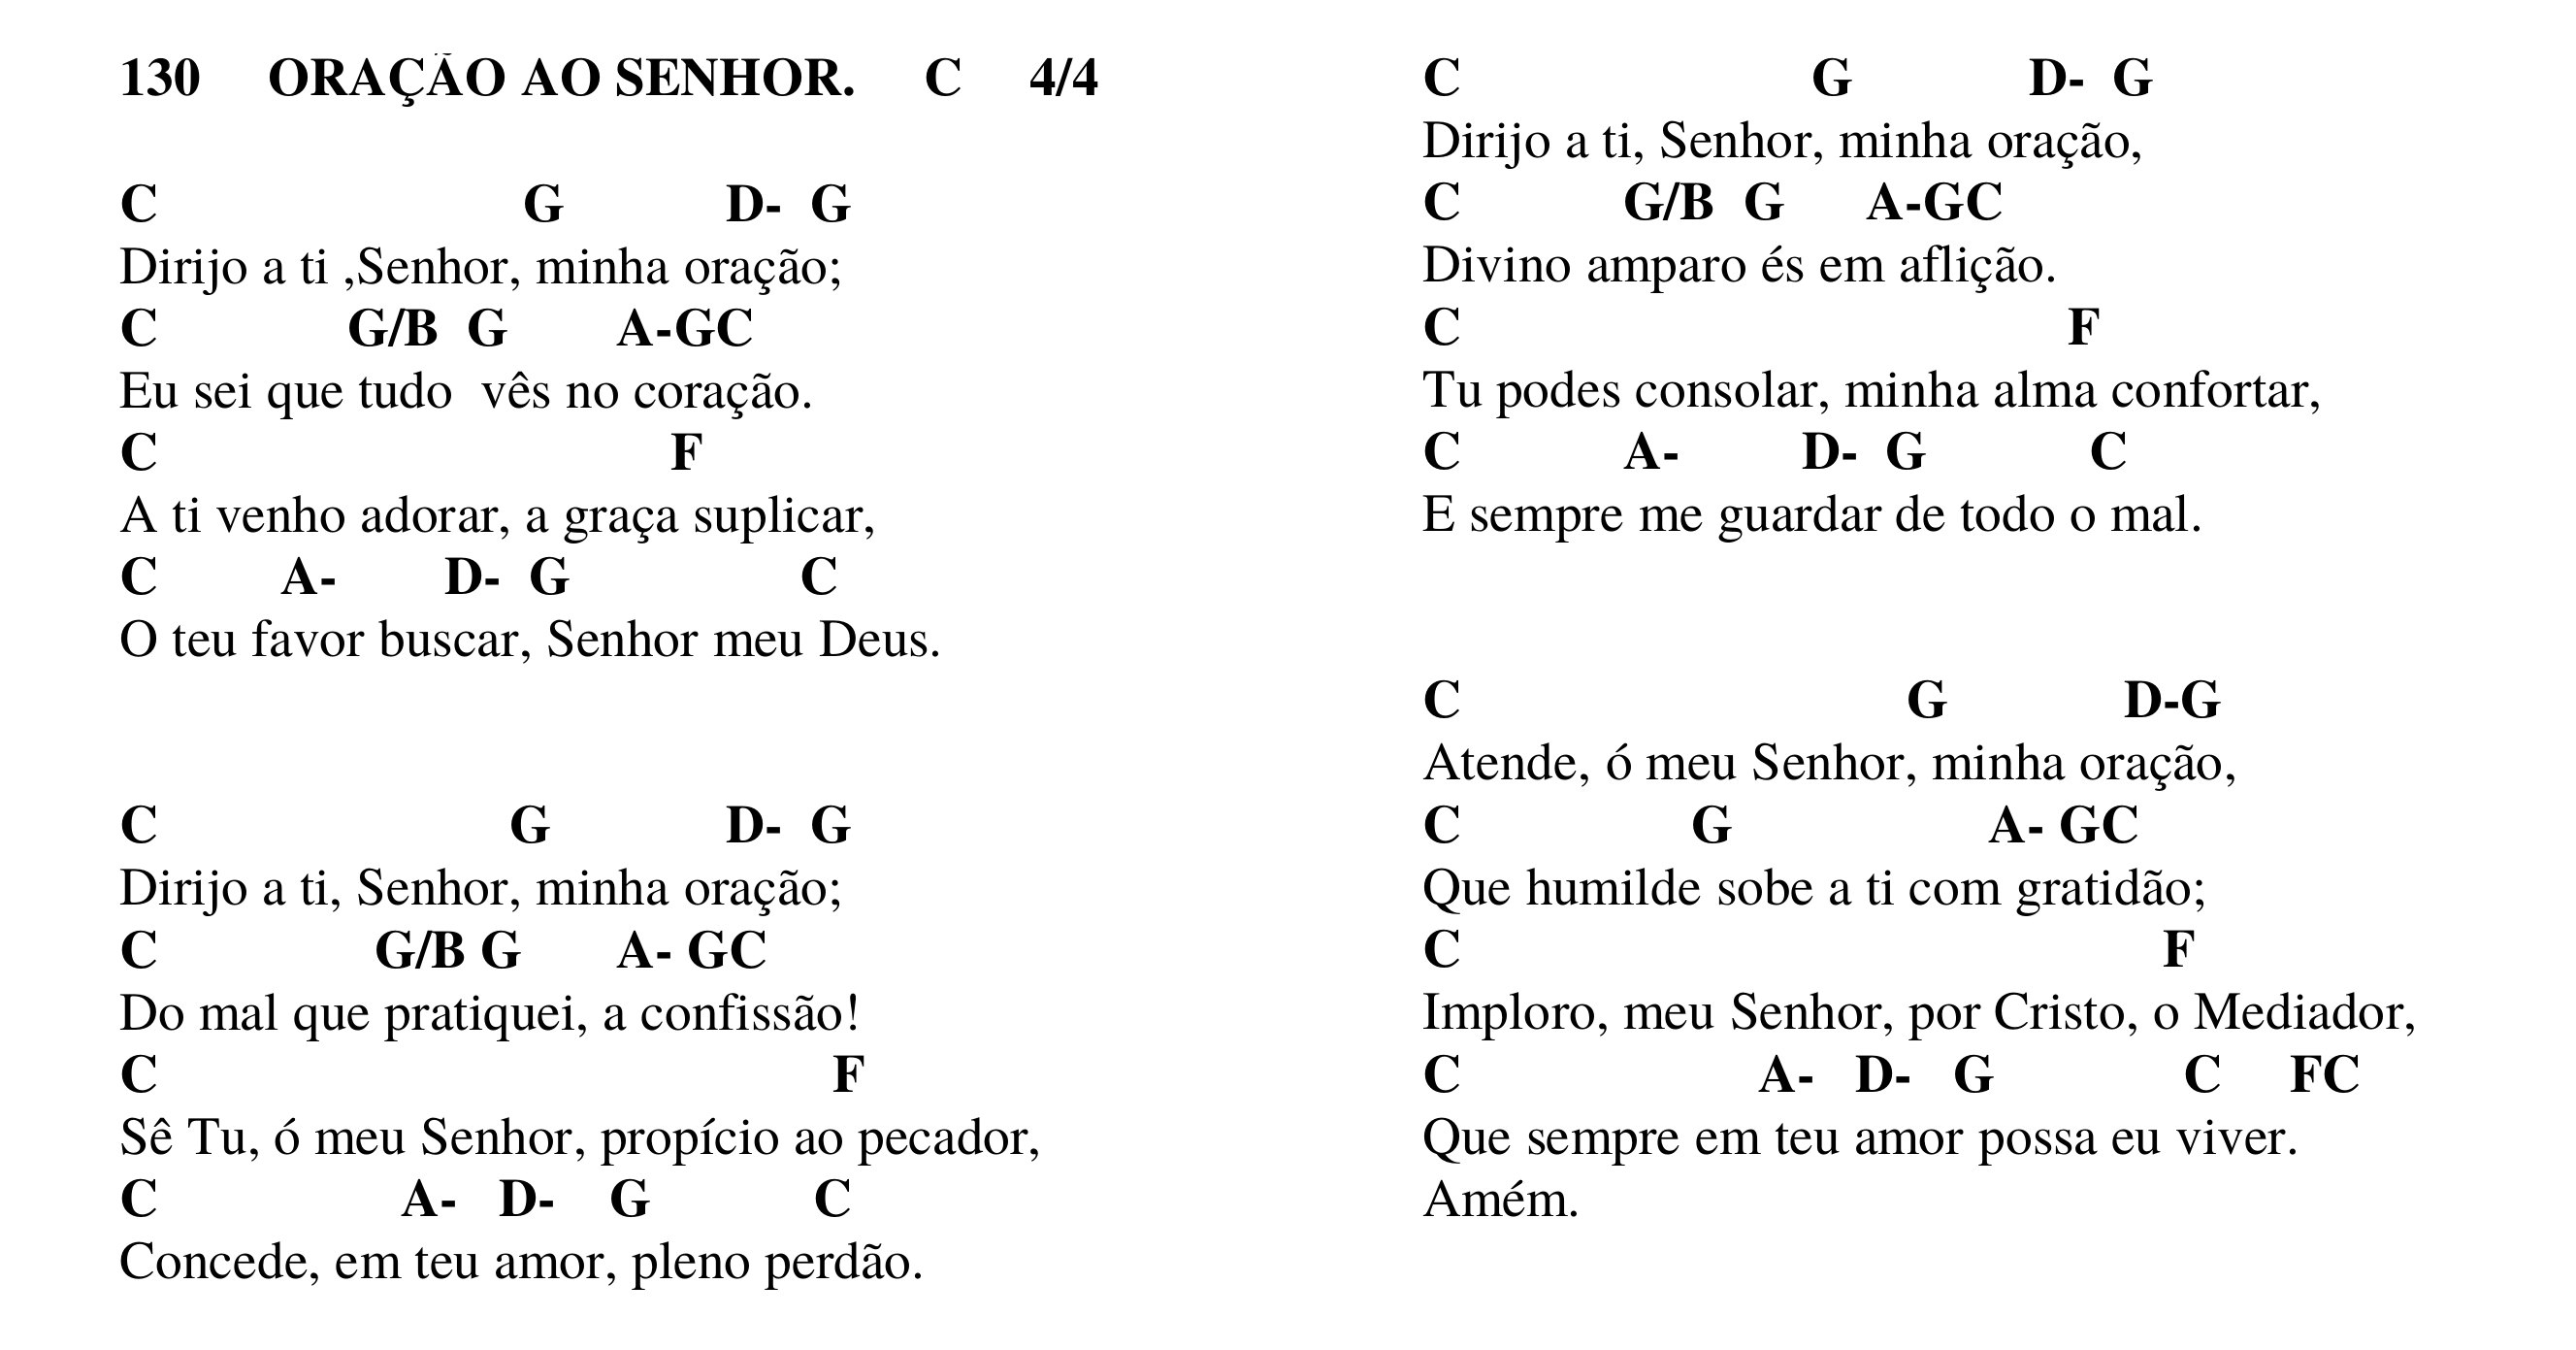 130 ORAÇÃO AO SENHOR. C 4/4
C G D- G
Dirijo a ti ,Senhor, minha oração;
C G/B G A-GC
Eu sei que tudo vês no coração.
C F
A ti venho adorar, a graça suplicar,
C A- D- G C
O teu favor buscar, Senhor meu Deus.
C G D- G
Dirijo a ti, Senhor, minha oração;
C G/B G A- GC
Do mal que pratiquei, a confissão!
C F
Sê Tu, ó meu Senhor, propício ao pecador,
C A- D- G C
Concede, em teu amor, pleno perdão.
C G D- G
Dirijo a ti, Senhor, minha oração,
C G/B G A-GC
Divino amparo és em aflição.
C F
Tu podes consolar, minha alma confortar,
C A- D- G C
E sempre me guardar de todo o mal.
C G D-G
Atende, ó meu Senhor, minha oração,
C G A- GC
Que humilde sobe a ti com gratidão;
C F
Imploro, meu Senhor, por Cristo, o Mediador,
C A- D- G C FC
Que sempre em teu amor possa eu viver.
Amém.